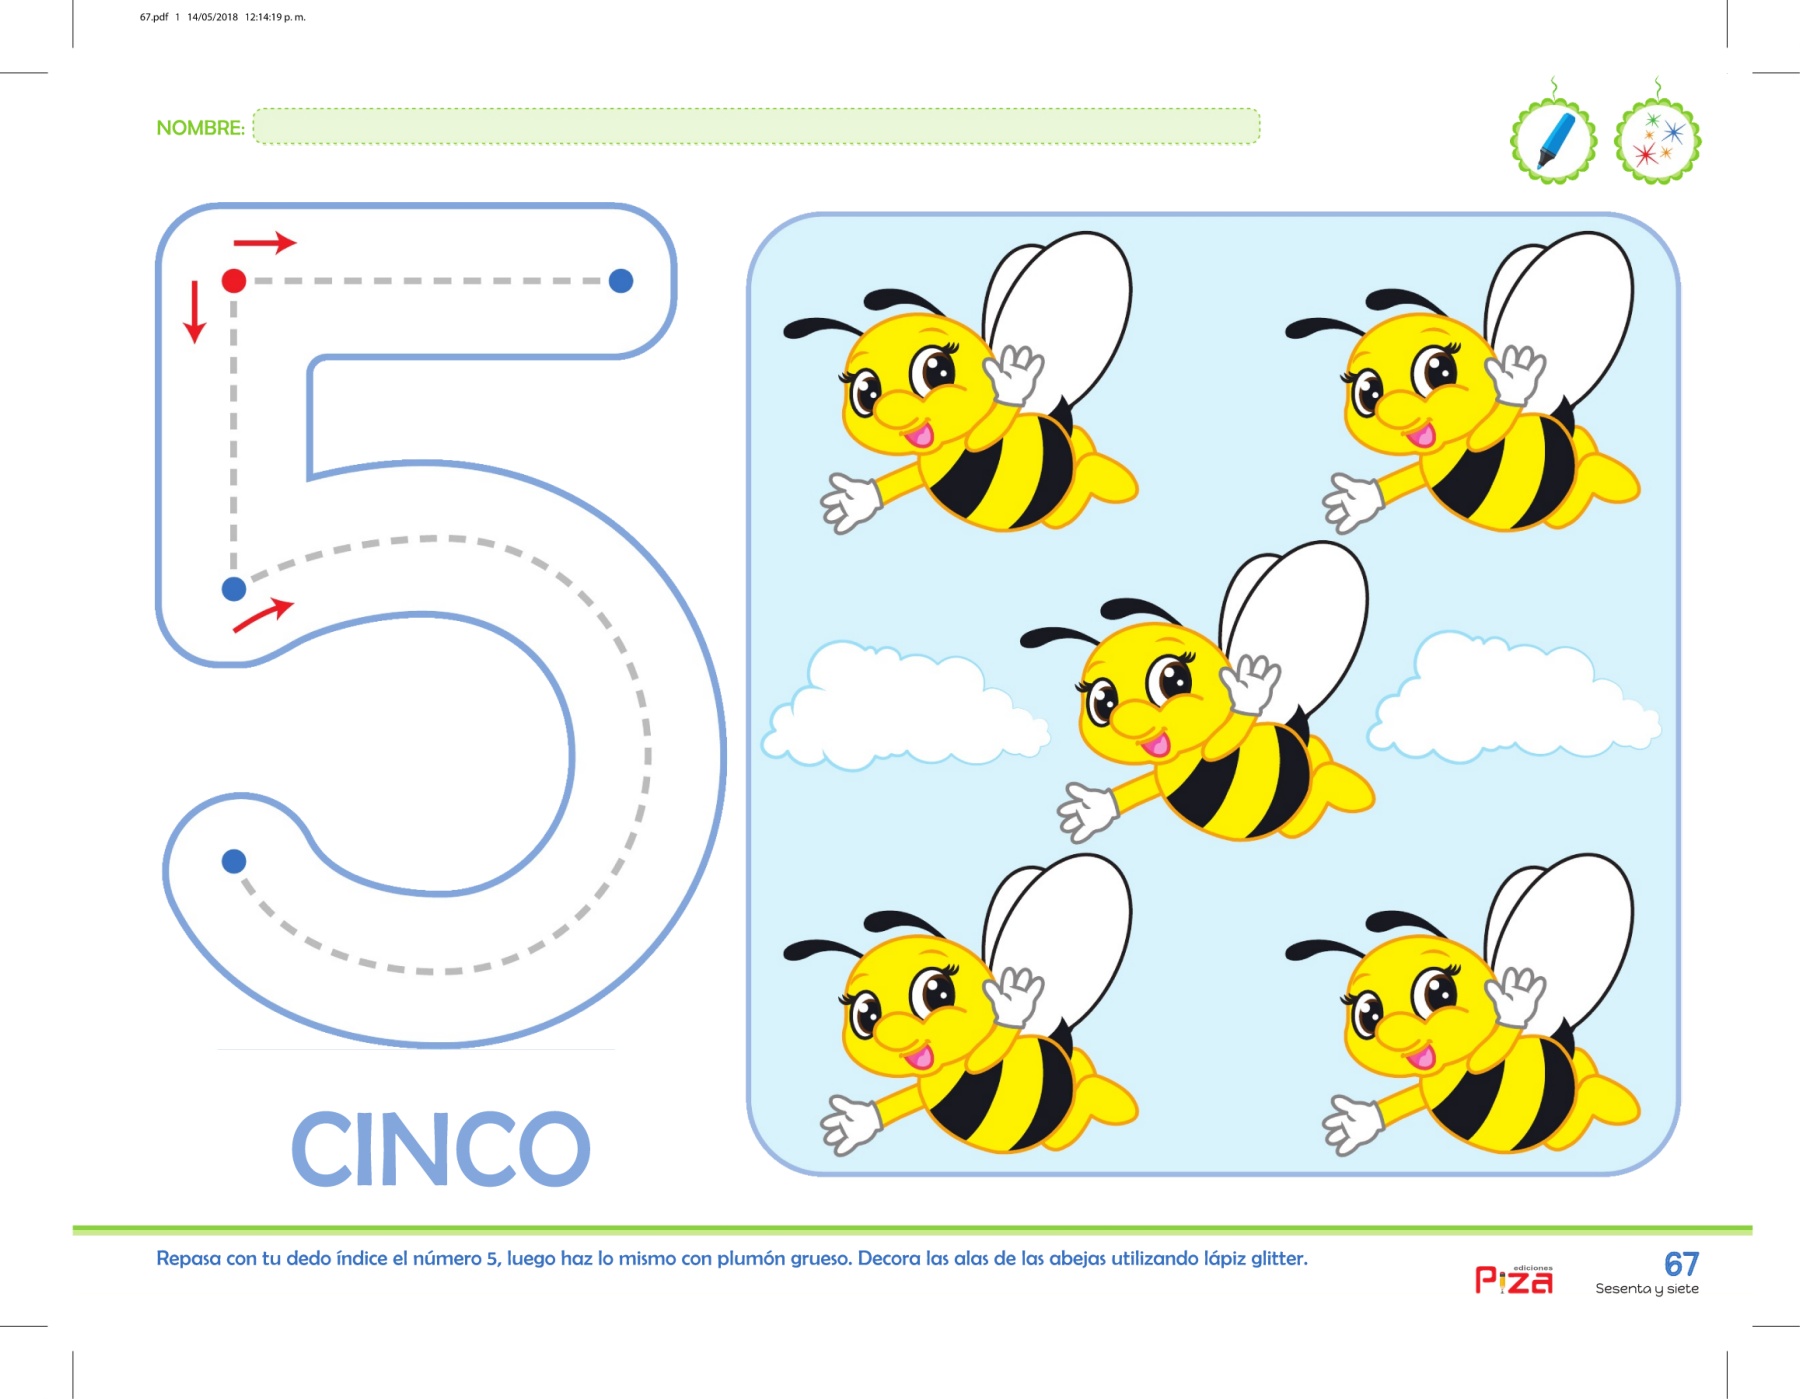 67.pdf 1 14/05/2018 12:14:19 p. m.
NOMBRE:
5
CINCO
Repasa con tu dedo índice el número 5, luego haz lo mismo con plumón grueso. Decora las alas de las abejas utilizando lápiz glitter.
ediciones
Piza
67
Sesenta y siete